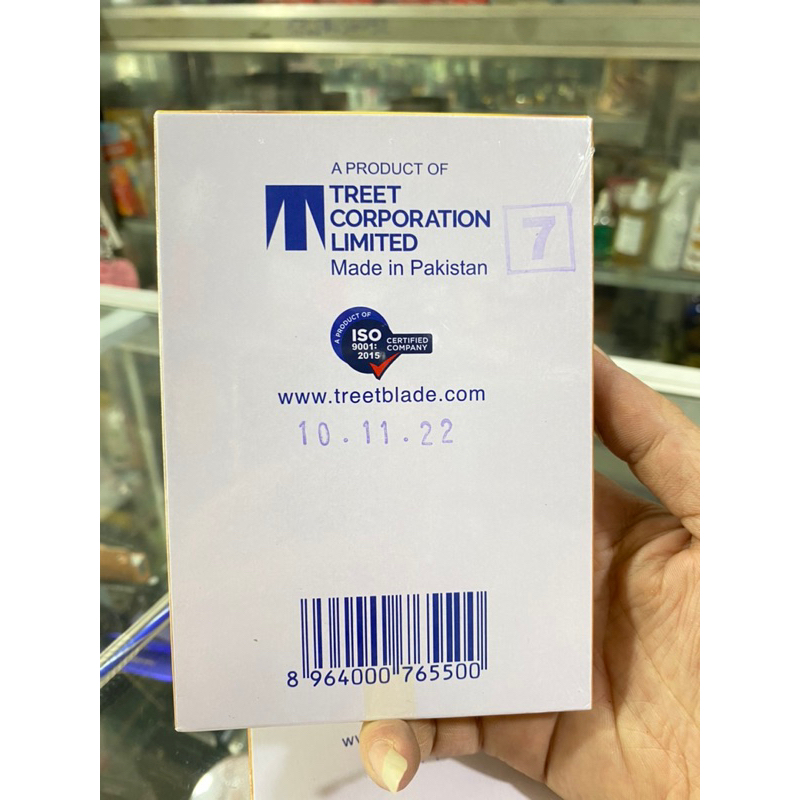 A PRODUCT OF
TREET
CORPORATION
LIMITED
Made in Pakistan
7
A PRODUCT OF
ISO
9001:
2015
CERTIFIED
COMPANY
www.treetblade.com
10.11.22
8 964000 765500